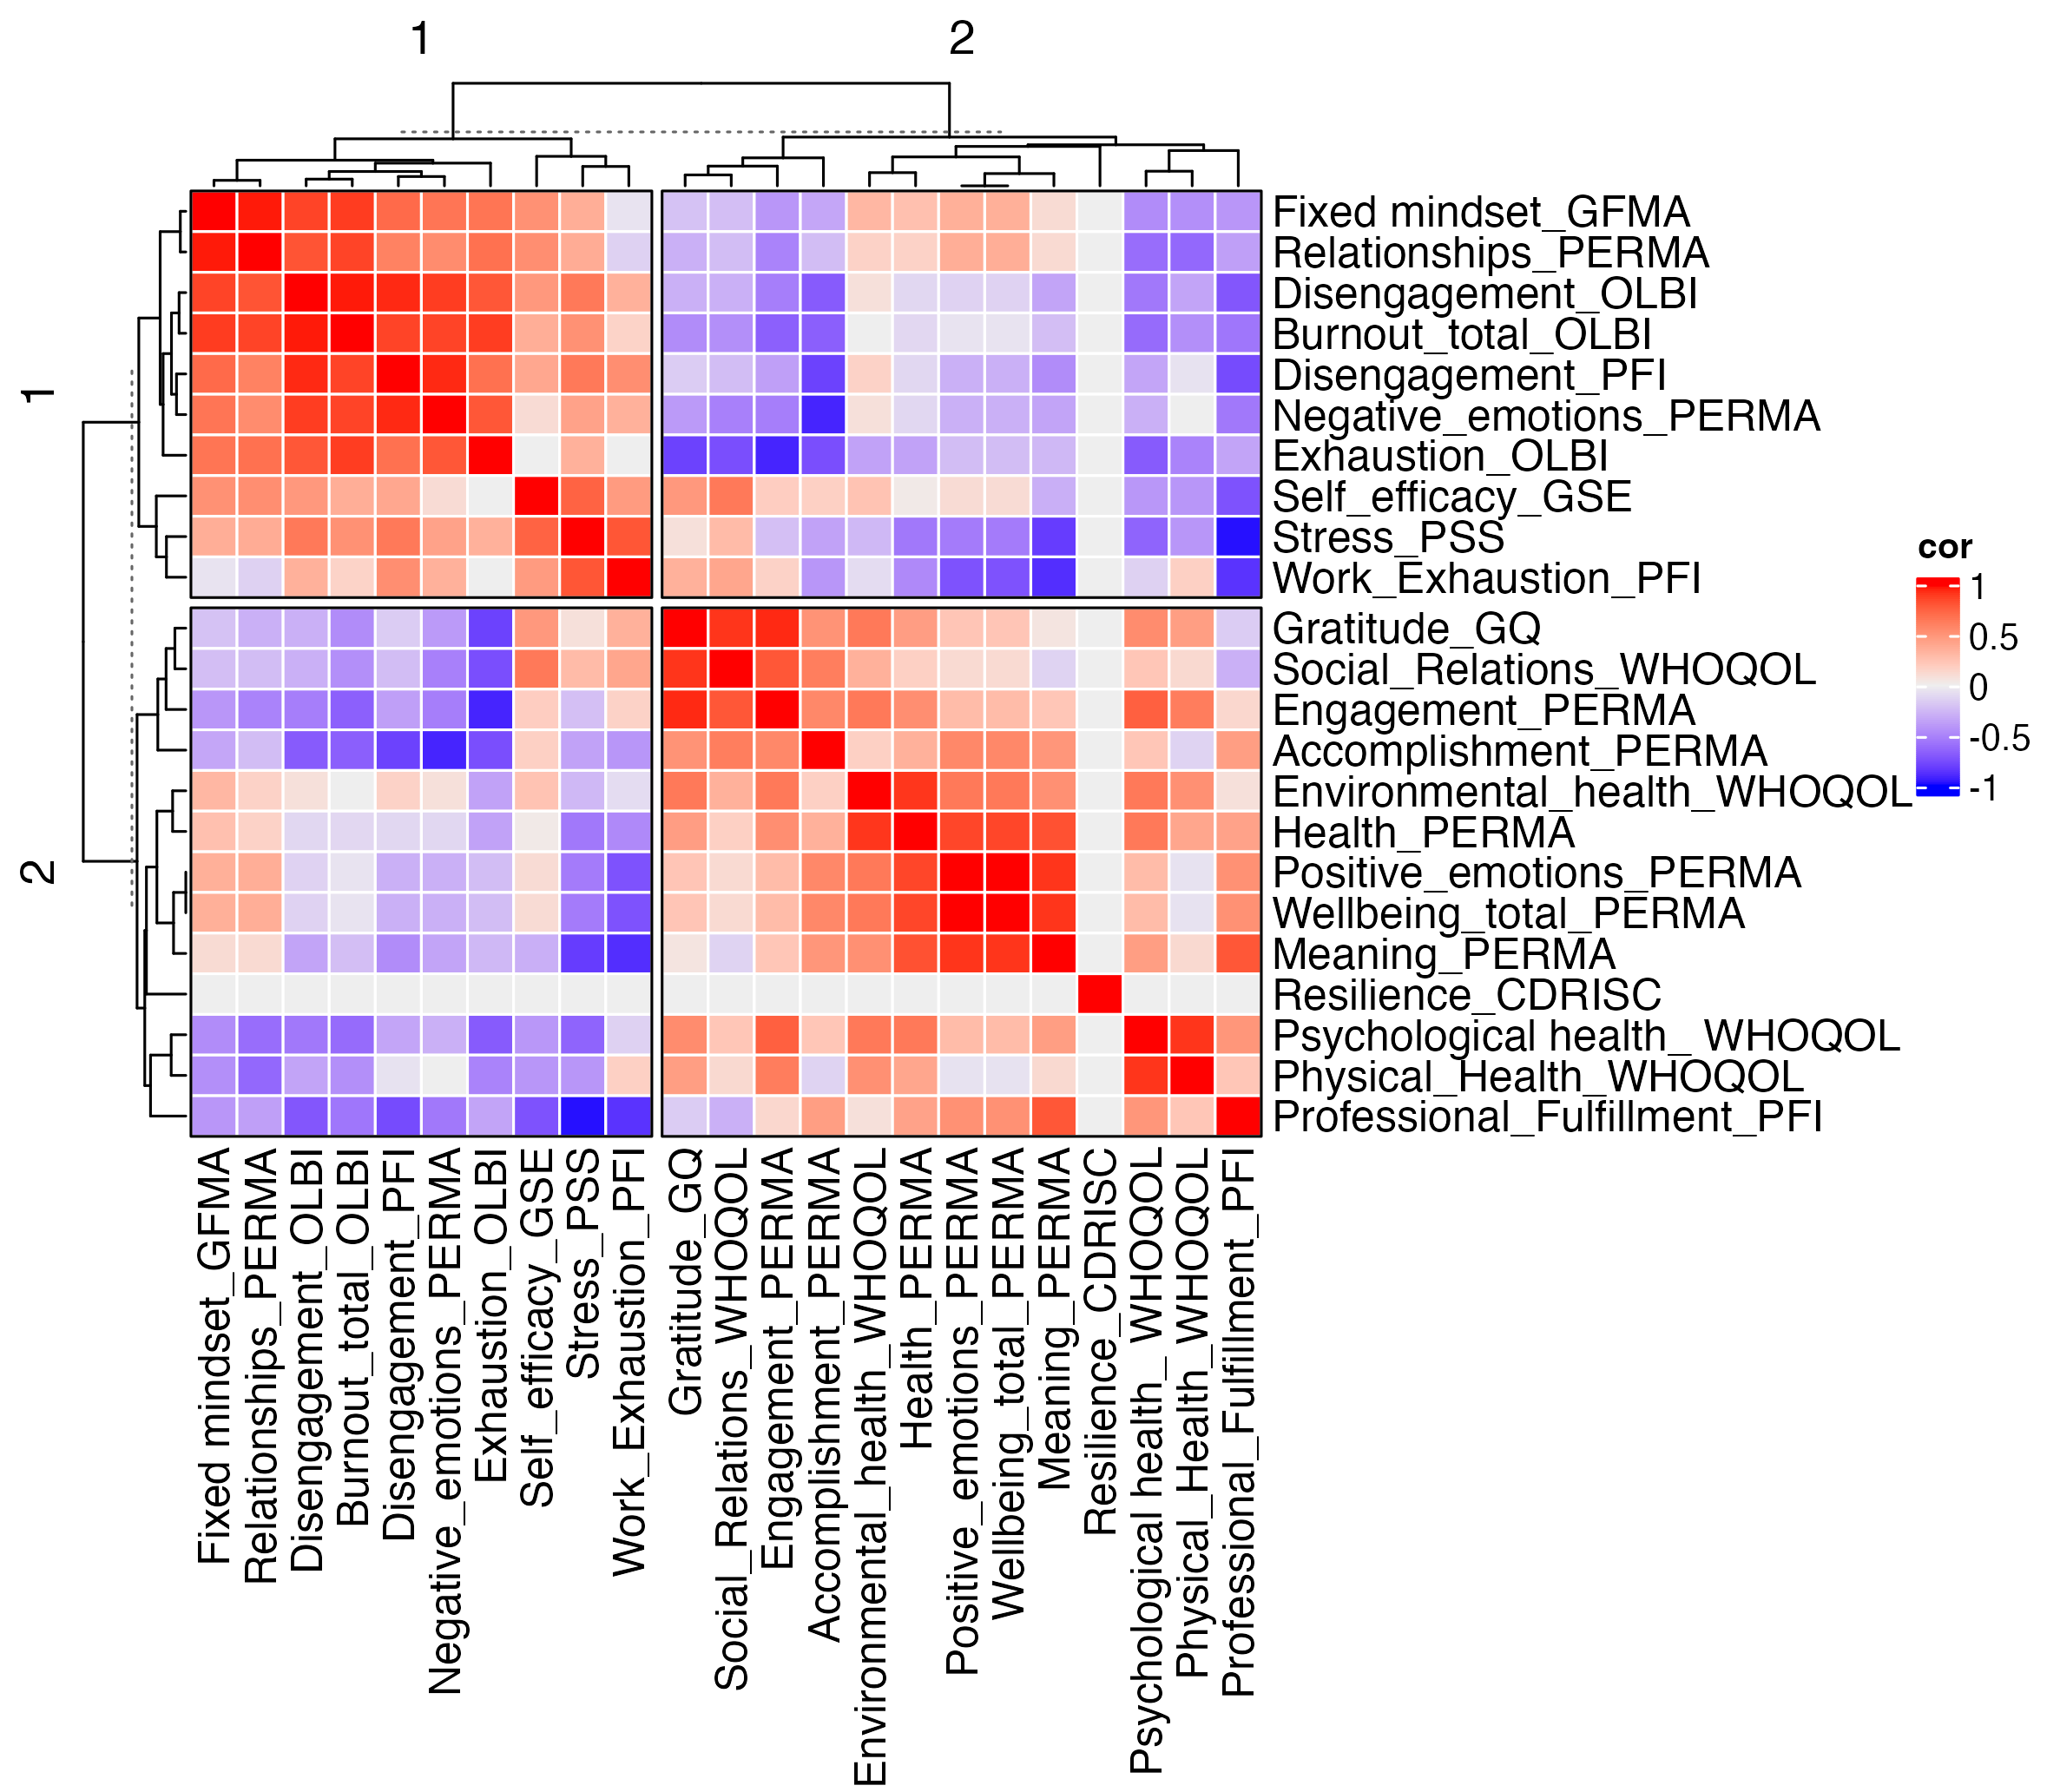 1
2
1
2
Fixed mindset_GFMA
Relationships_PERMA
Disengagement_OLBI
Burnout_total_OLBI
Disengagement_PFI
Negative_emotions_PERMA
Exhaustion_OLBI
Self_efficacy_GSE
Stress_PSS
Work_Exhaustion_PFI
Gratitude_GQ
Social_Relations_WHOQOL
Engagement_PERMA
Accomplishment_PERMA
Environmental_health_WHOQOL
Health_PERMA
Positive_emotions_PERMA
Wellbeing_total_PERMA
Meaning_PERMA
Resilience_CDRISC
Psychological health_ WHOQOL
Physical_Health_WHOQOL
Professional_Fulfillment_PFI
cor
1
0.5
0
-0.5
-1
Fixed mindset_GFMA
Relationships_PERMA
Disengagement_OLBI
Burnout_total_OLBI
Disengagement_PFI
Negative_emotions_PERMA
Exhaustion_OLBI
Self_efficacy_GSE
Stress_PSS
Work_Exhaustion_PFI
Gratitude_GQ
Social_Relations_WHOQOL
Engagement_PERMA
Accomplishment_PERMA
Environmental_health_WHOQOL
Health_PERMA
Positive_emotions_PERMA
Wellbeing_total_PERMA
Meaning_PERMA
Resilience_CDRISC
Psychological health_ WHOQOL
Physical_Health_WHOQOL
Professional_Fulfillment_PFI